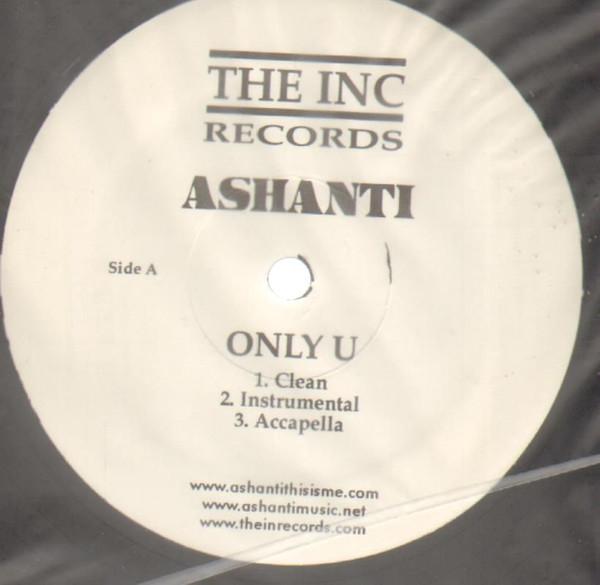 THE INC
RECORDS
ASHANTI
Side A
ONLY U
1. Clean
2. Instrumental
3. Accapella
www.ashantithisisme.com
www.ashantimusic.net
www.theinrecords.com